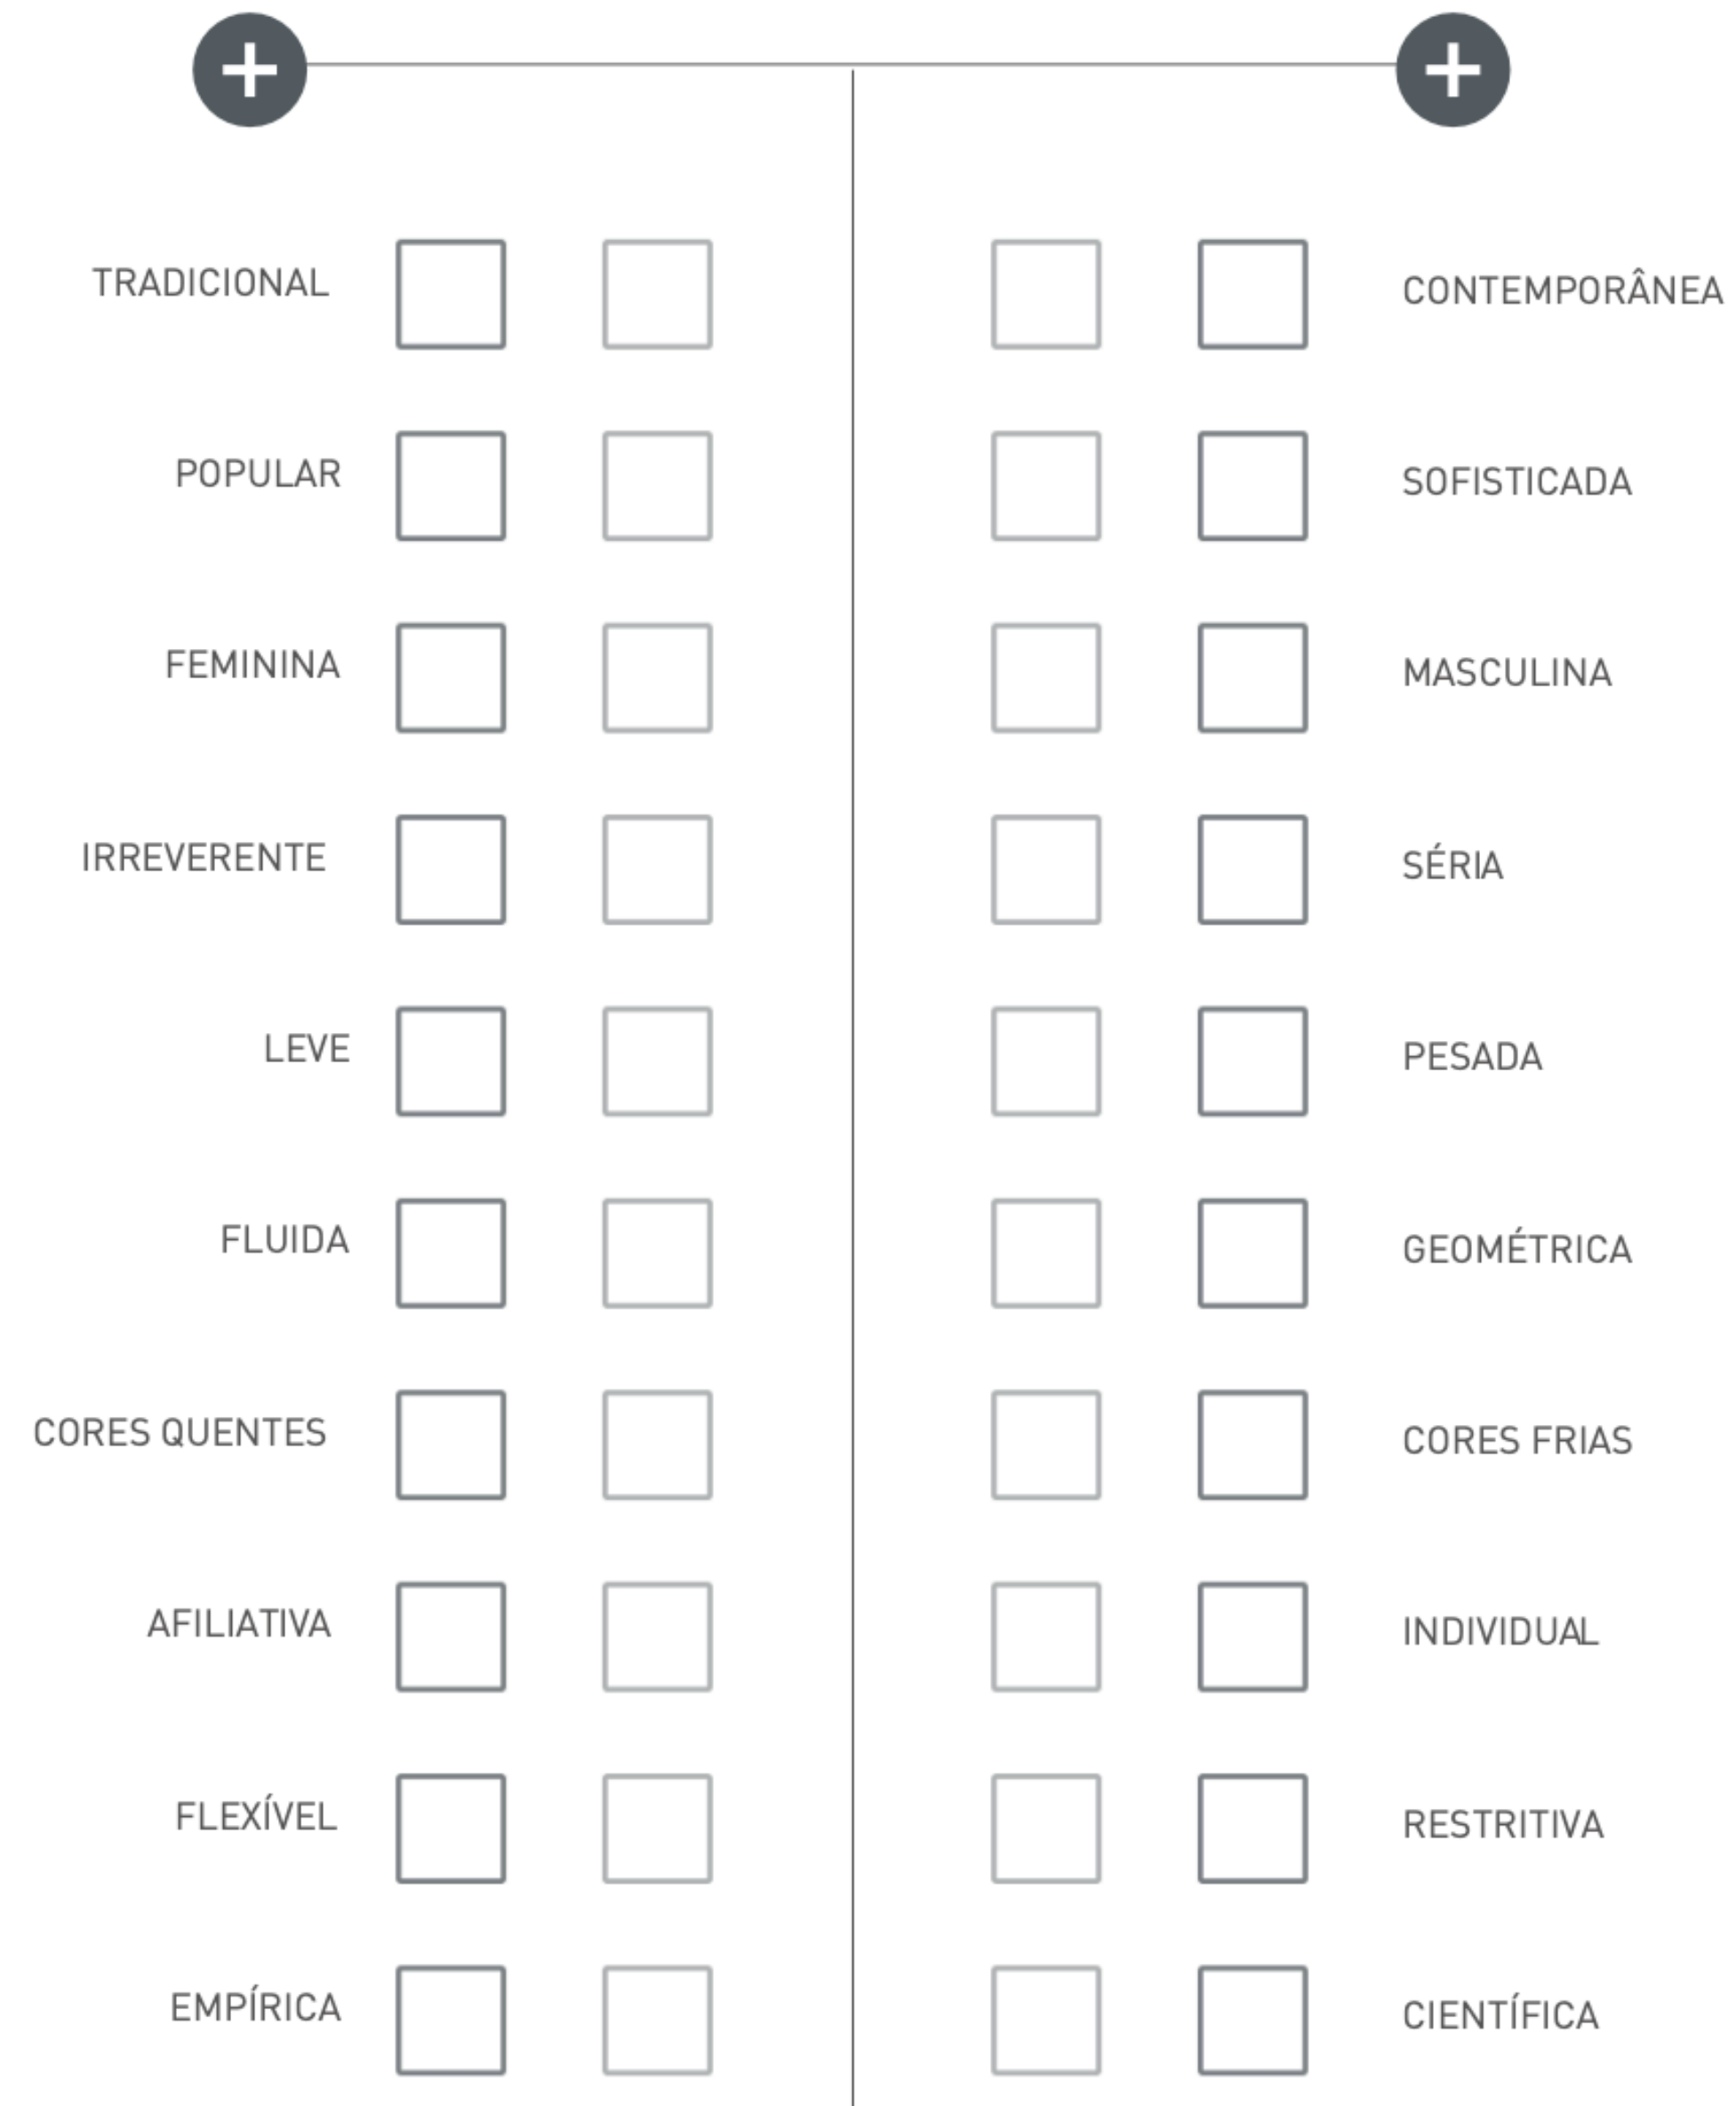 TRADICIONAL CONTEMPORÂNEA
POPULAR SOFISTICADA
FEMININA MASCULINA
IRREVERENTE SÉRIA
LEVE PESADA
FLUIDA GEOMÉTRICA
CORES QUENTES CORES FRIAS
AFILIATIVA INDIVIDUAL
FLEXÍVEL RESTRITIVA
EMPÍRICA CIENTÍFICA